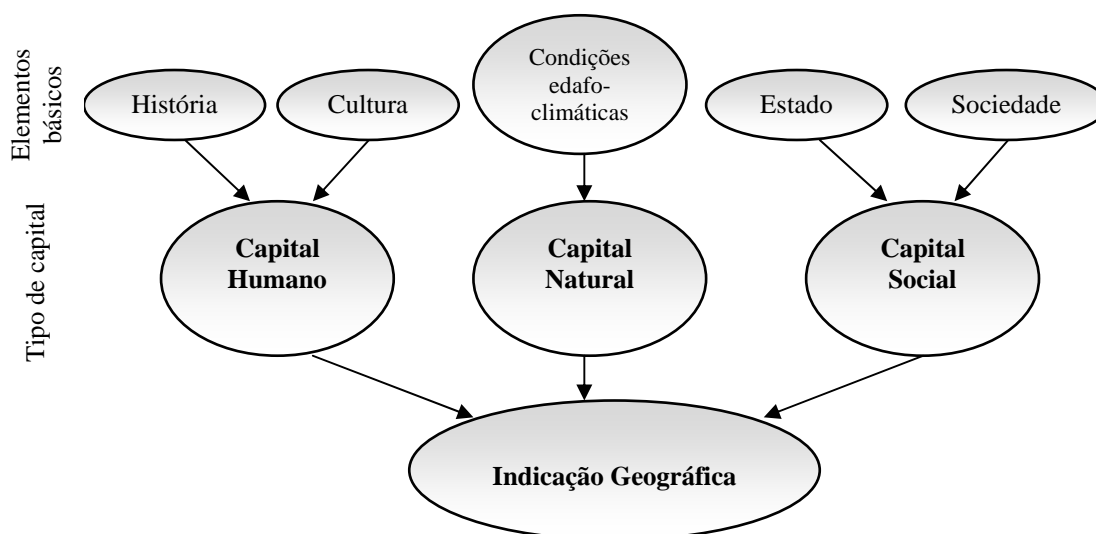 Elementos
básicos
História
Cultura
Condições
edafo-
climáticas
Estado
Sociedade
Tipo de capital
Capital
Humano
Capital
Natural
Capital
Social
Indicação Geográfica